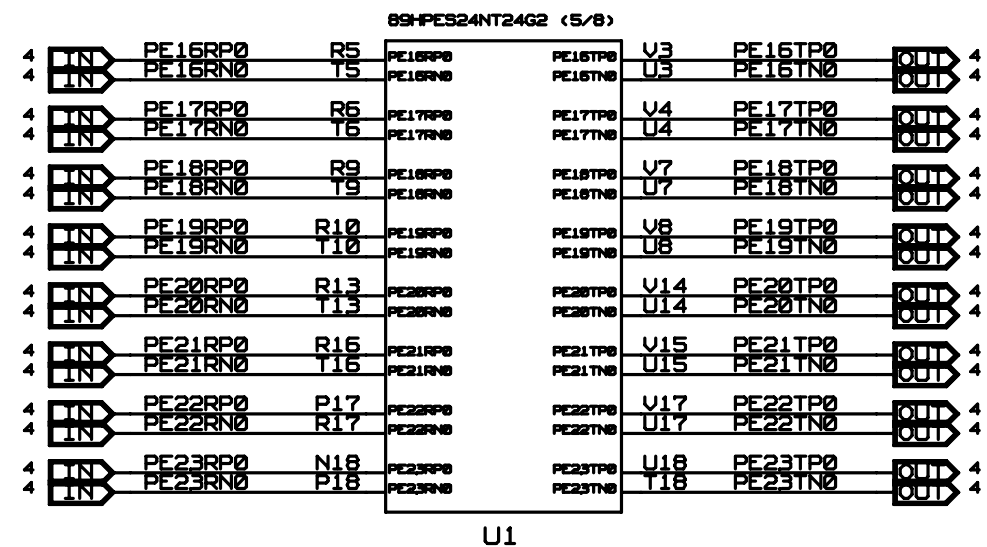 89HPES24NT24G2 (5/8)
4 IN PE16RP0 R5 PE16RP0 PE16TP0 V3 PE16TP0 OUT 4
4 IN PE16RN0 T5 PE16RN0 PE16TN0 U3 PE16TN0 OUT 4
4 IN PE17RP0 R6 PE17RP0 PE17TP0 V4 PE17TP0 OUT 4
4 IN PE17RN0 T6 PE17RN0 PE17TN0 U4 PE17TN0 OUT 4
4 IN PE18RP0 R9 PE18RP0 PE18TP0 V7 PE18TP0 OUT 4
4 IN PE18RN0 T9 PE18RN0 PE18TN0 U7 PE18TN0 OUT 4
4 IN PE19RP0 R10 PE19RP0 PE19TP0 V8 PE19TP0 OUT 4
4 IN PE19RN0 T10 PE19RN0 PE19TN0 U8 PE19TN0 OUT 4
4 IN PE20RP0 R13 PE20RP0 PE20TP0 V14 PE20TP0 OUT 4
4 IN PE20RN0 T13 PE20RN0 PE20TN0 U14 PE20TN0 OUT 4
4 IN PE21RP0 R16 PE21RP0 PE21TP0 V15 PE21TP0 OUT 4
4 IN PE21RN0 T16 PE21RN0 PE21TN0 U15 PE21TN0 OUT 4
4 IN PE22RP0 P17 PE22RP0 PE22TP0 V17 PE22TP0 OUT 4
4 IN PE22RN0 R17 PE22RN0 PE22TN0 U17 PE22TN0 OUT 4
4 IN PE23RP0 N18 PE23RP0 PE23TP0 U18 PE23TP0 OUT 4
4 IN PE23RN0 P18 PE23RN0 PE23TN0 T18 PE23TN0 OUT 4
U1